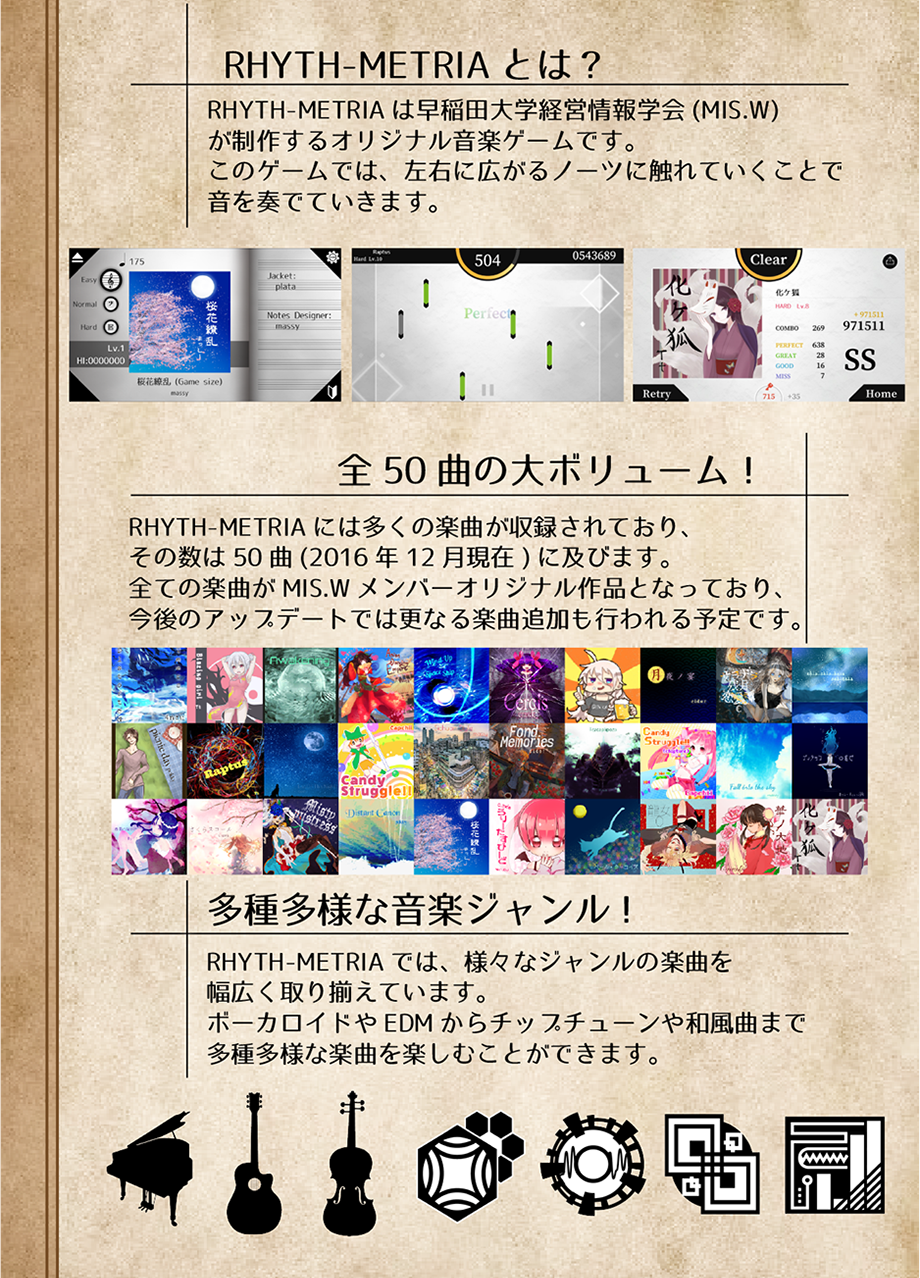 RHYTH-METRIA とは？
RHYTH-METRIA は早稲田大学経営情報学会 (MIS.W)
が制作するオリジナル音楽ゲームです。
このゲームでは、左右に広がるノーツに触れていくことで
音を奏でていきます。
175
Easy
Normal
Hard
Lv.1
HI:0000000
桜花繚乱
桜花繚乱 (Game size)
massy
Jacket:
plata
Notes Designer:
massy
Raptus
Hard Lv.10
504
0543689
Perfect
Clear
化ケ狐
化ケ狐
HARD Lv.8
COMBO 269
PERFECT 638
GREAT 28
GOOD 16
MISS 7
+971511
971511
SS
Retry
715
+35
Home
全 50 曲の大ボリューム！
RHYTH-METRIA には多くの楽曲が収録されており、
その数は 50 曲 (2016 年 12 月現在 ) に及びます。
全ての楽曲が MIS.W メンバーオリジナル作品となっており、
今後のアップデートでは更なる楽曲追加も行われる予定です。
月夜ノ宴
Raptus
Candy Struggle!!
Fond Memories
Candy Struggle!!
Fall into the sky
Misty mistress
Distant Canon
桜花繚乱
化ケ狐
多種多様な音楽ジャンル！
RHYTH-METRIA では、様々なジャンルの楽曲を
幅広く取り揃えています。
ボーカロイドや EDM からチップチューンや和風曲まで
多種多様な楽曲を楽しむことができます。